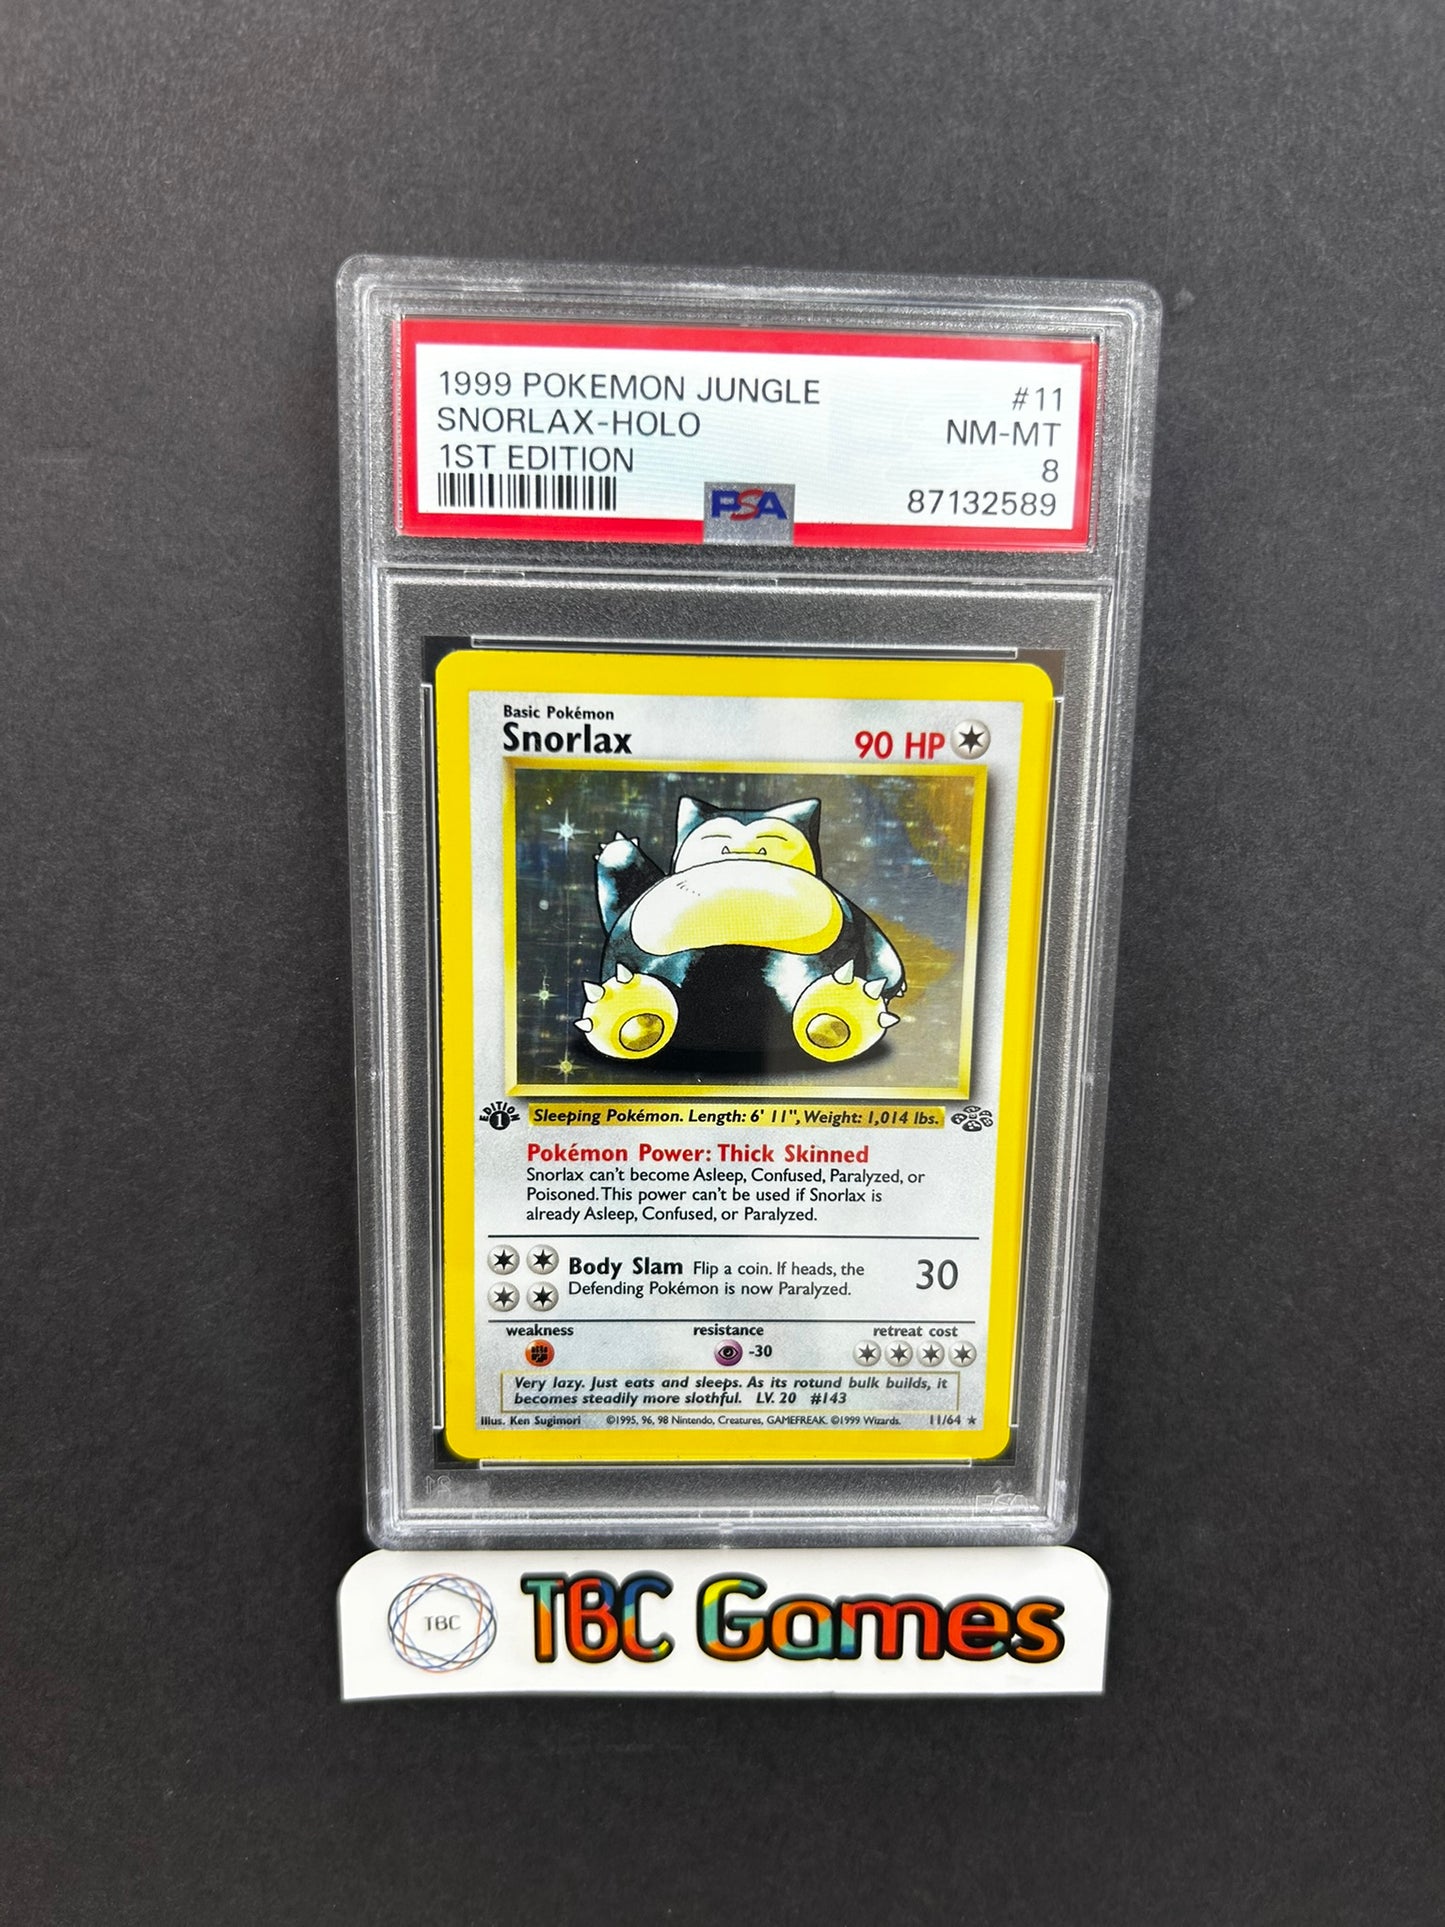 1999 POKEMON JUNGLE #11
SNORLAX-HOLO NM-MT
1ST EDITION 8
PSA 87132589
Basic Pokémon
Snorlax 90 HP
EDITION 1
Sleeping Pokémon. Length: 6' 11", Weight: 1,014 lbs.
Pokémon Power: Thick Skinned
Snorlax can't become Asleep, Confused, Paralyzed, or
Poisoned. This power can't be used if Snorlax is
already Asleep, Confused, or Paralyzed.
Body Slam Flip a coin. If heads, the 30
Defending Pokémon is now Paralyzed.
weakness resistance retreat cost
-30
Very lazy. Just eats and sleeps. As its rotund bulk builds, it
becomes steadily more slothful. LV. 20 #143
Illus. Ken Sugimori ©1995, 96, 98 Nintendo, Creatures, GAMEFREAK. ©1999 Wizards. 11/64 ★
PSA
TBC TBC Games